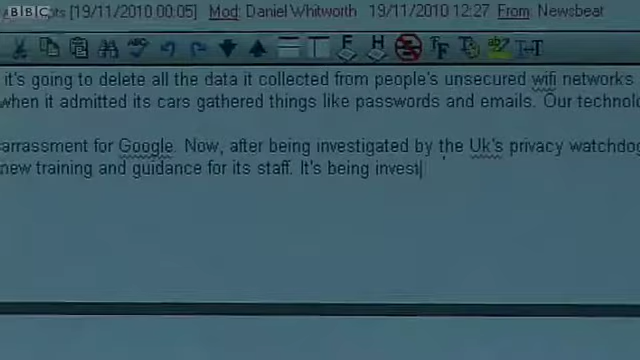 BBC ts [19/11/2010 00:05] Mod: Daniel Whitworth 19/11/2010 12:27 From: Newsbeat
it's going to delete all the data it collected from people's unsecured wifi networks
when it admitted its cars gathered things like passwords and emails. Our technolo
arrassment for Google. Now, after being investigated by the Uk's privacy watchdog
new training and guidance for its staff. It's being invest